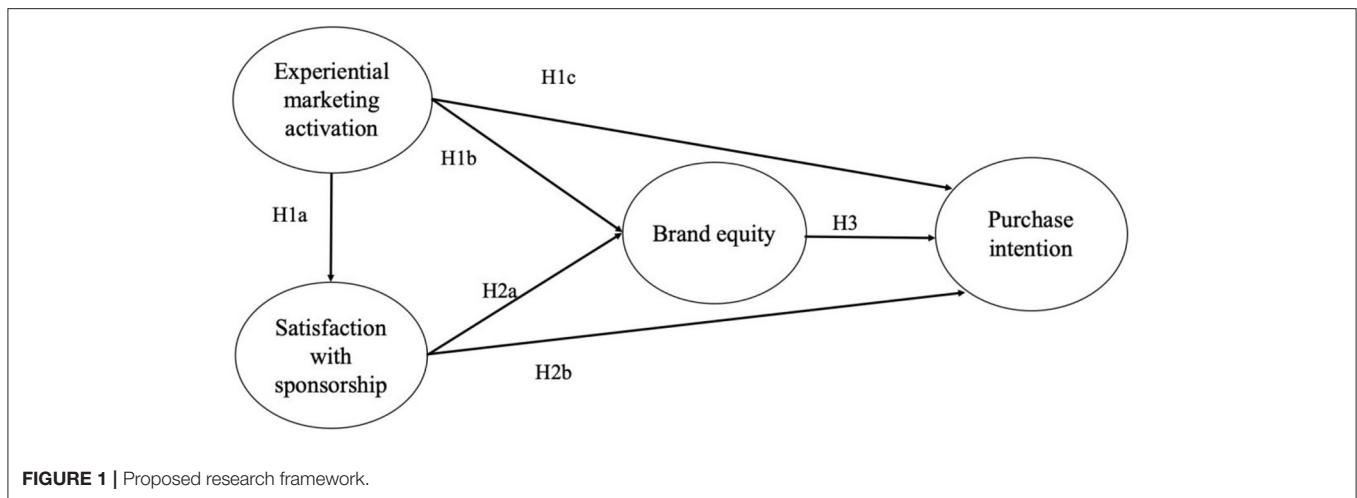 Experiential
marketing
activation
H1c
H1b
H1a
Brand equity
H3
Purchase
intention
H2a
Satisfaction
with
sponsorship
H2b
FIGURE 1 | Proposed research framework.